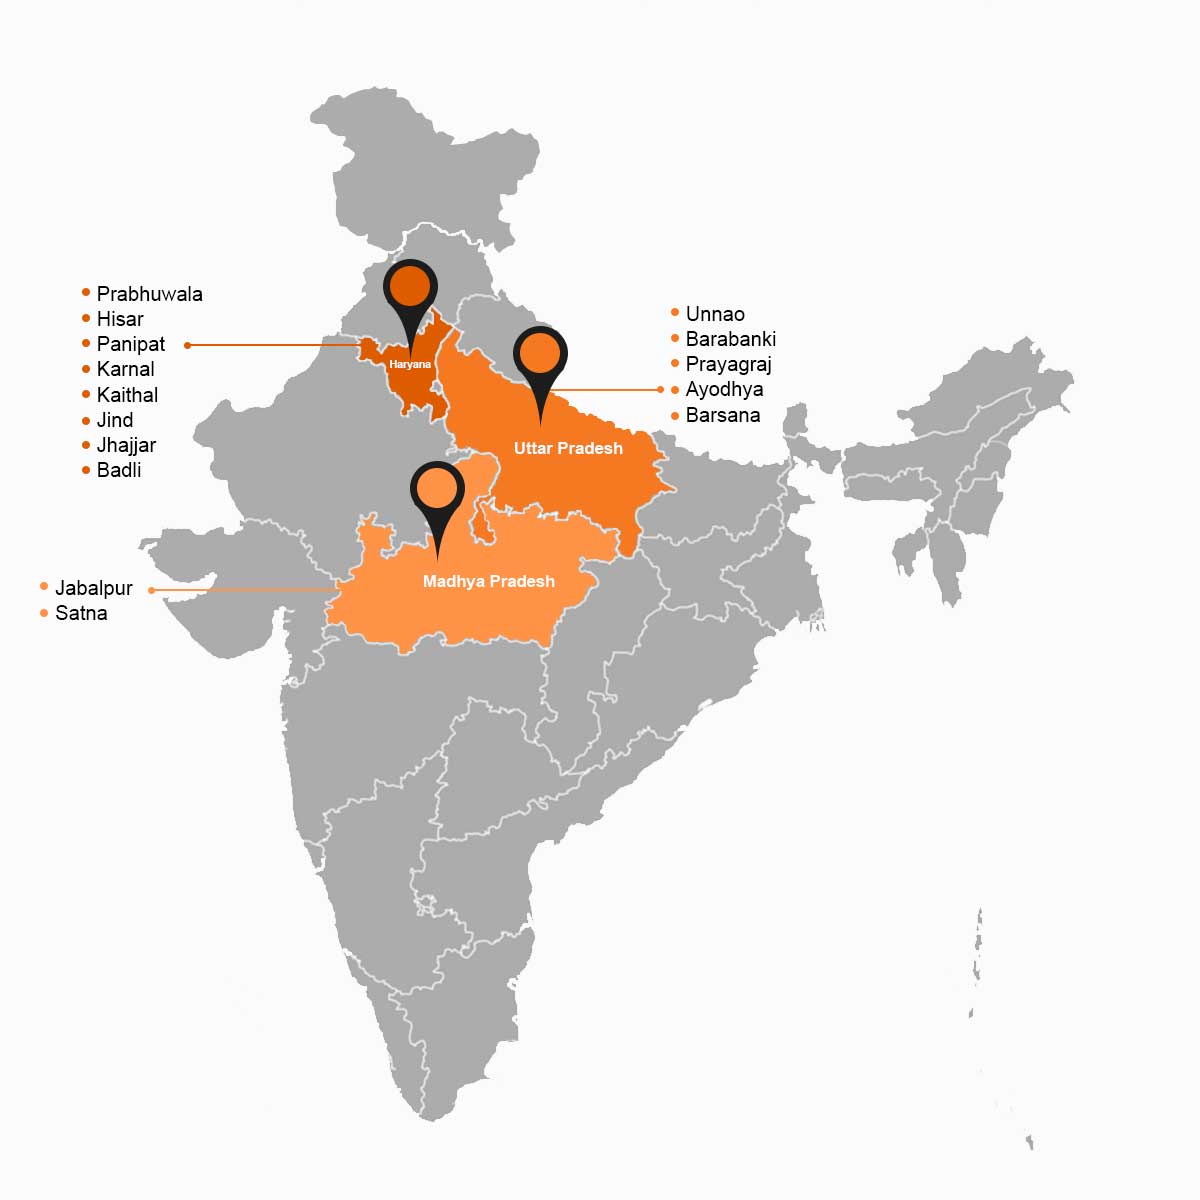 Prabhuwala
Hisar
Panipat
Karnal
Kaithal
Jind
Jhajjar
Badli
Haryana
Unnao
Barabanki
Prayagraj
Ayodhya
Barsana
Uttar Pradesh
Jabalpur
Satna
Madhya Pradesh